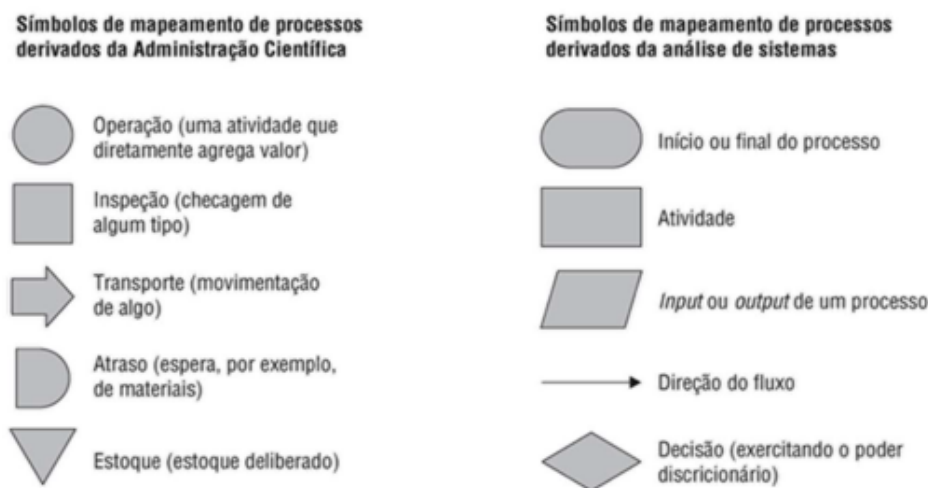 Símbolos de mapeamento de processos
derivados da Administração Científica
Operação (uma atividade que
diretamente agrega valor)
Inspeção (checagem de
algum tipo)
Transporte (movimentação
de algo)
Atraso (espera, por exemplo,
de materiais)
Estoque (estoque deliberado)
Símbolos de mapeamento de processos
derivados da análise de sistemas
Início ou final do processo
Atividade
Input ou output de um processo
Direção do fluxo
Decisão (exercitando o poder
discricionário)